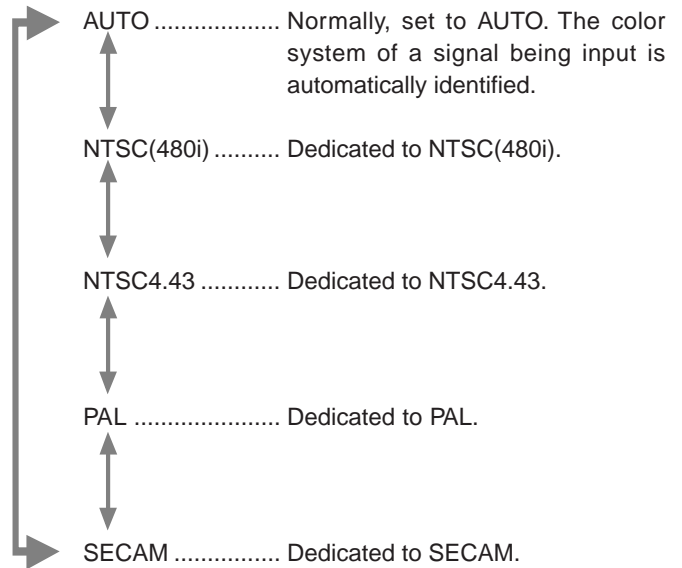 AUTO ................... Normally, set to AUTO. The color
system of a signal being input is
automatically identified.
NTSC(480i) .......... Dedicated to NTSC(480i).
NTSC4.43 ............ Dedicated to NTSC4.43.
PAL ...................... Dedicated to PAL.
SECAM ................ Dedicated to SECAM.